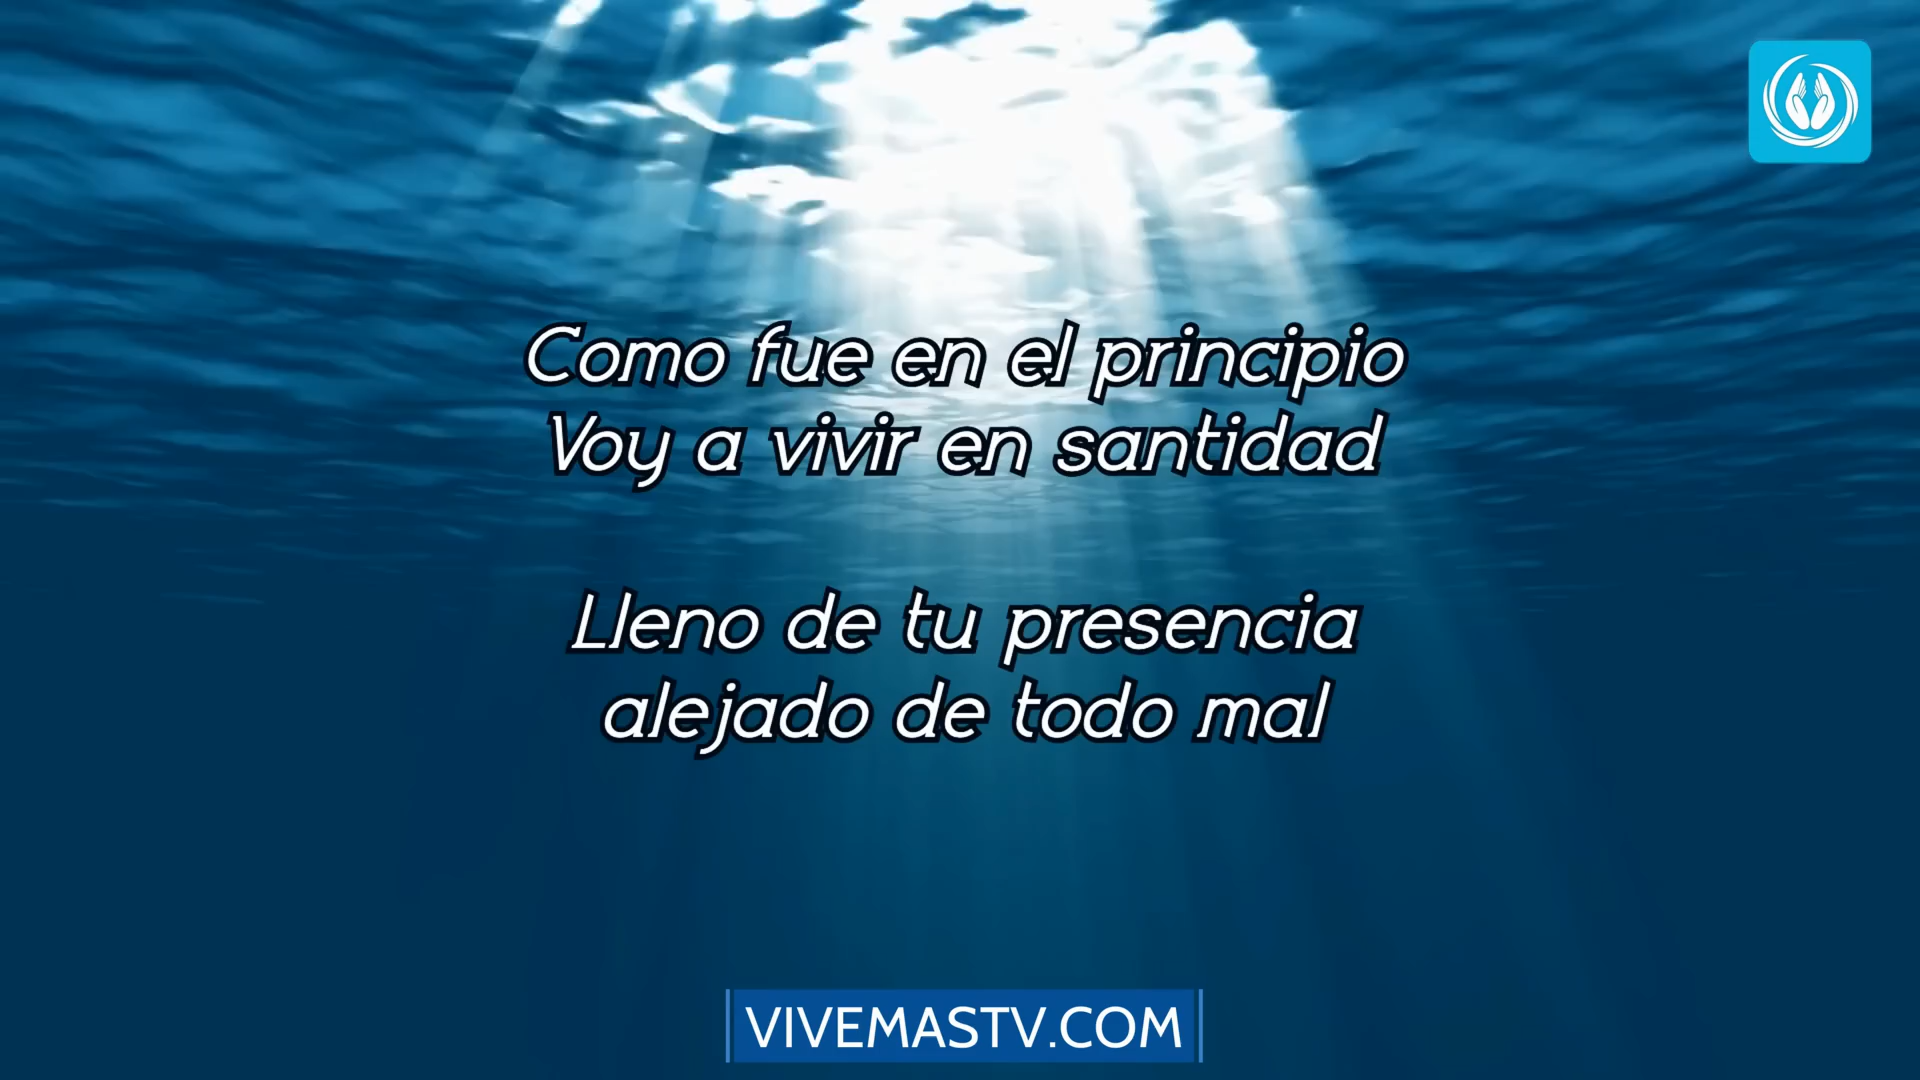 Como fue en el principio
Voy a vivir en santidad
Lleno de tu presencia
alejado de todo mal
VIVEMASTV.COM